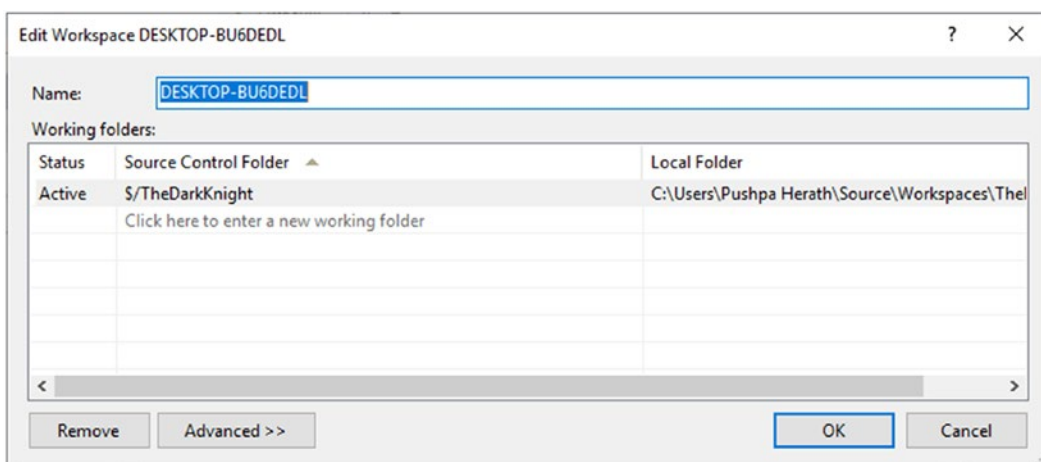 Edit Workspace DESKTOP-BU6DEDL ? ×
Name: DESKTOP-BU6DEDL
Working folders:
Status Source Control Folder Local Folder
Active $/TheDarkKnight C:\Users\Pushpa Herath\Source\Workspaces\The
Click here to enter a new working folder
< >
Remove Advanced >> OK Cancel